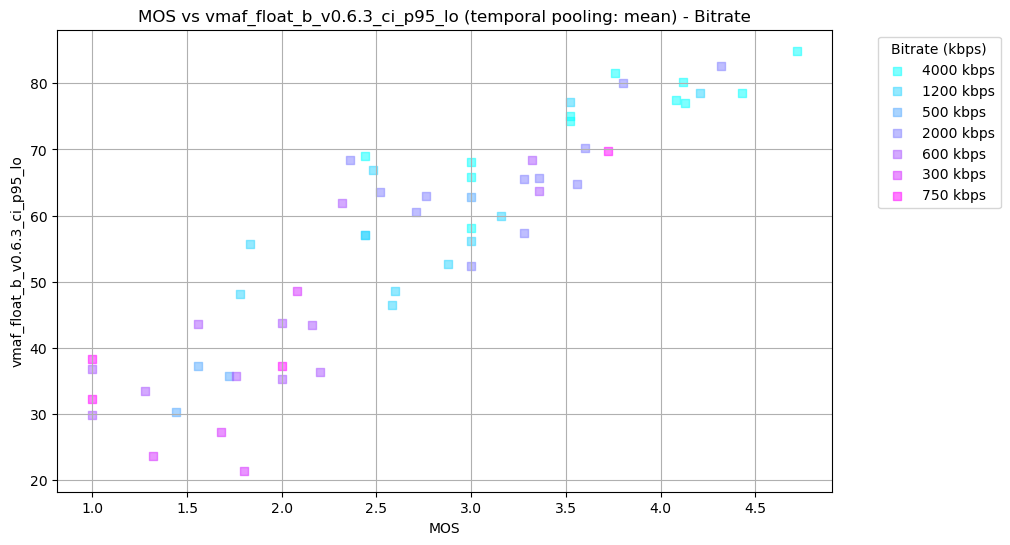 MOS vs vmaf_float_b_v0.6.3_ci_p95_lo (temporal pooling: mean) - Bitrate
Bitrate (kbps)
4000 kbps
1200 kbps
500 kbps
2000 kbps
600 kbps
300 kbps
750 kbps
vmaf_float_b_v0.6.3_ci_p95_lo
80
70
60
50
40
30
20
1.0 1.5 2.0 2.5 3.0 3.5 4.0 4.5
MOS